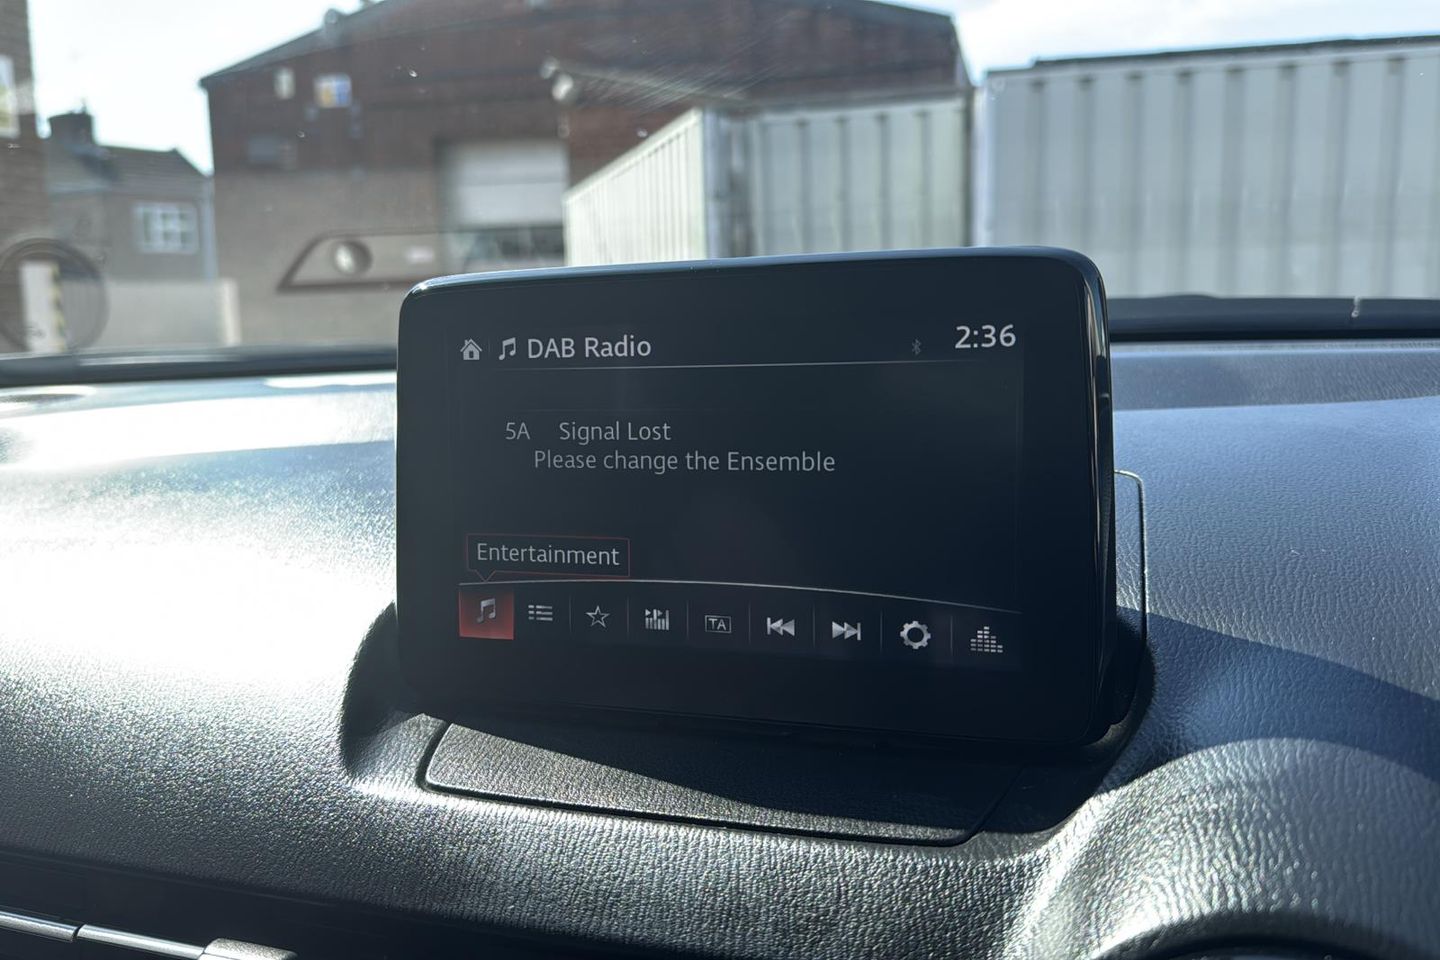 DAB Radio 2:36
5A Signal Lost
Please change the Ensemble
Entertainment
TA